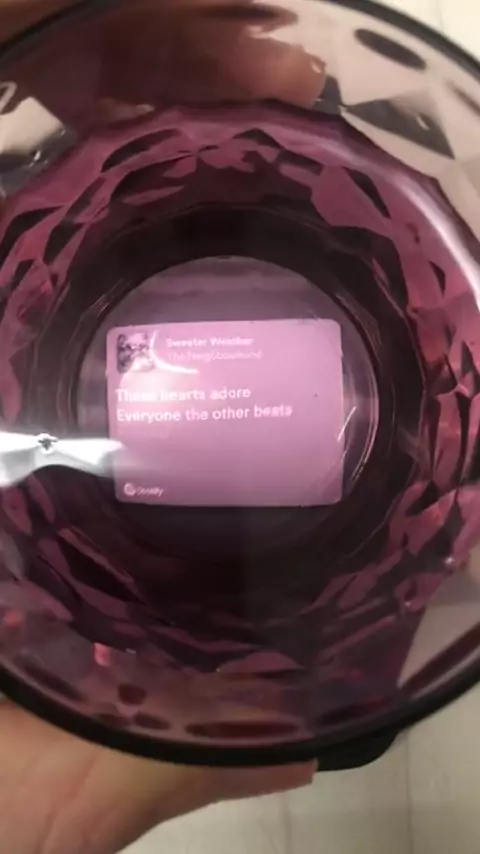 Sweater Weather
The Neighbourhood
These hearts adore
Everyone the other beats
Spotify